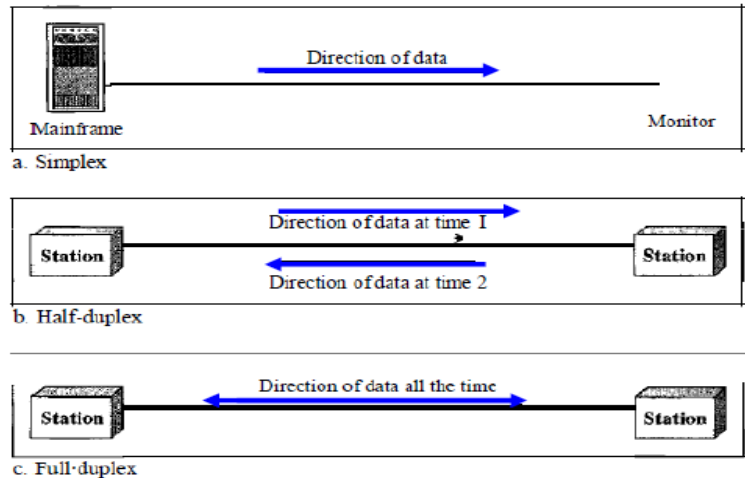 Direction of data
Mainframe
Monitor
a. Simplex
Direction of data at time I
Station
Station
Direction of data at time 2
b. Half-duplex
Direction of data all the time
Station
Station
c. Full·duplex